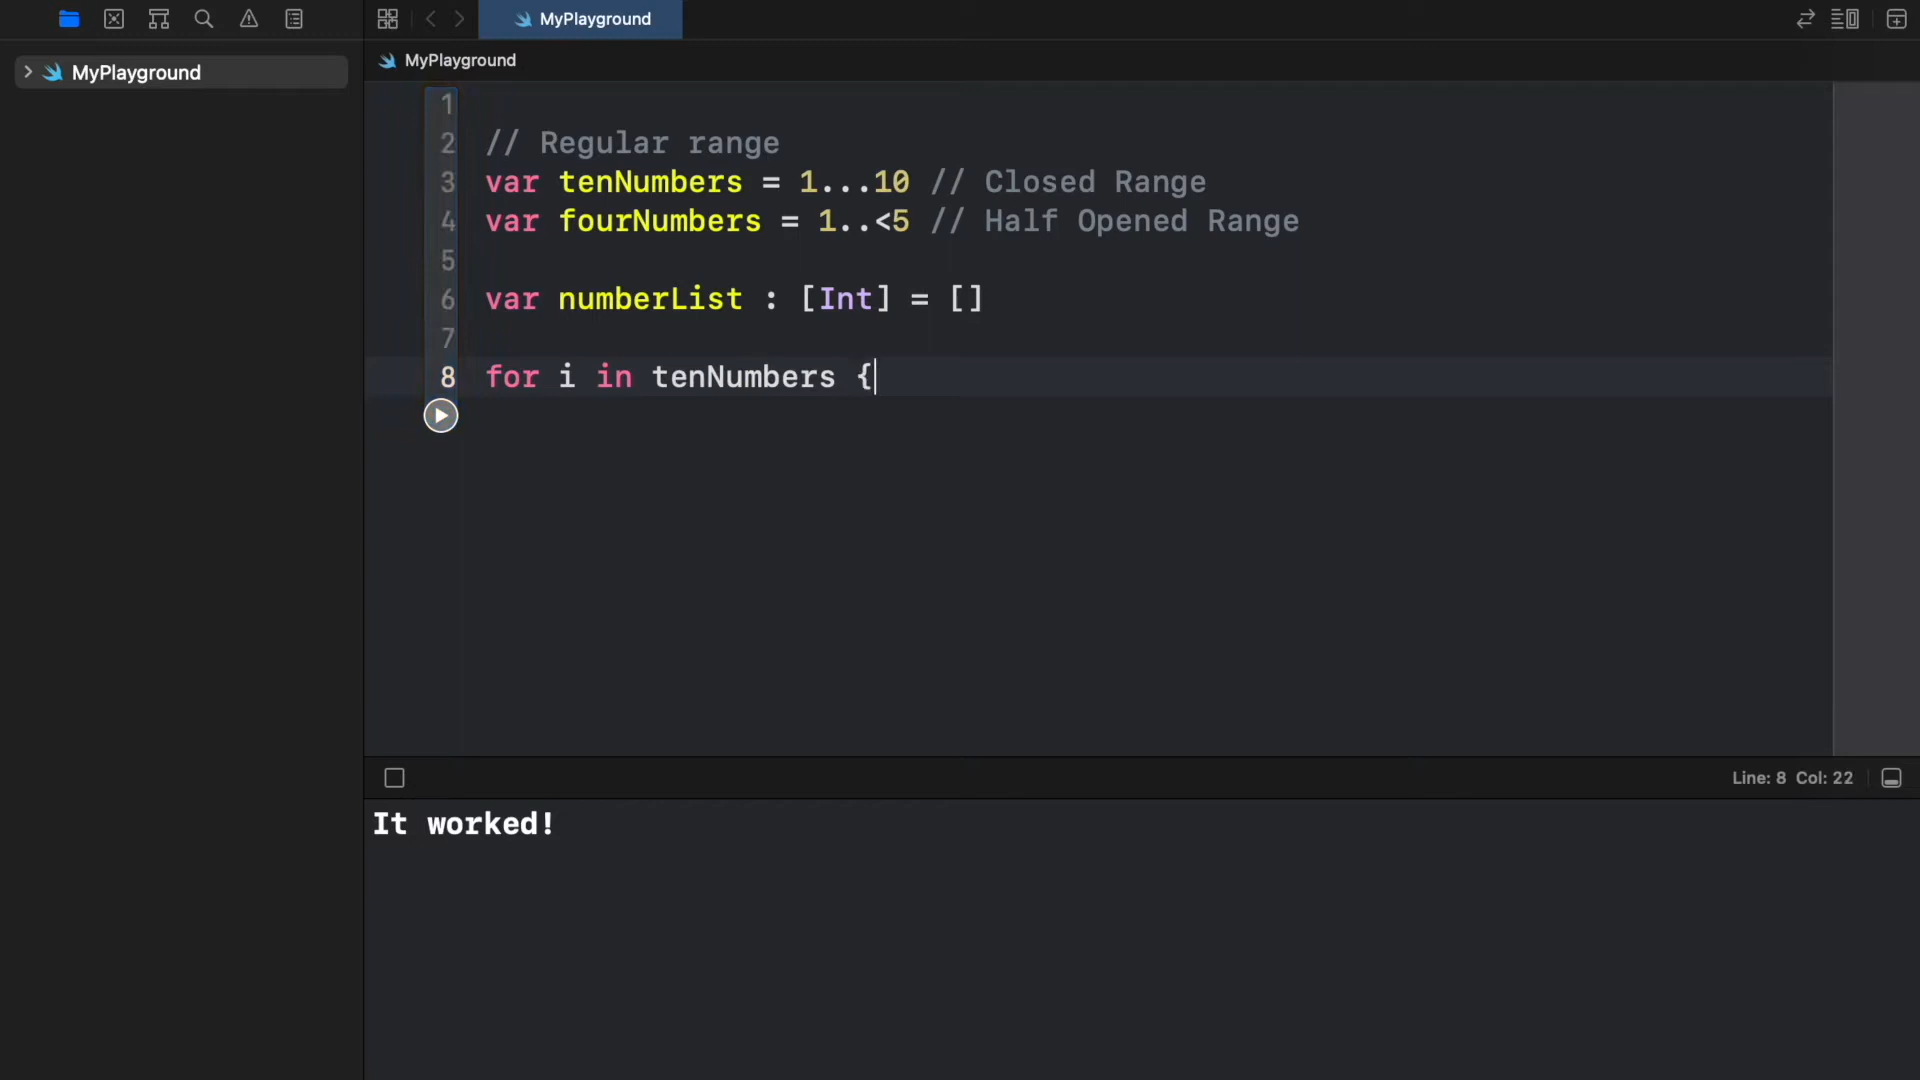 MyPlayground
MyPlayground
MyPlayground
1
2 // Regular range
3 var tenNumbers = 1...10 // Closed Range
4 var fourNumbers = 1..<5 // Half Opened Range
5
6 var numberList : [Int] = []
7
8 for i in tenNumbers {
Line: 8 Col: 22
It worked!